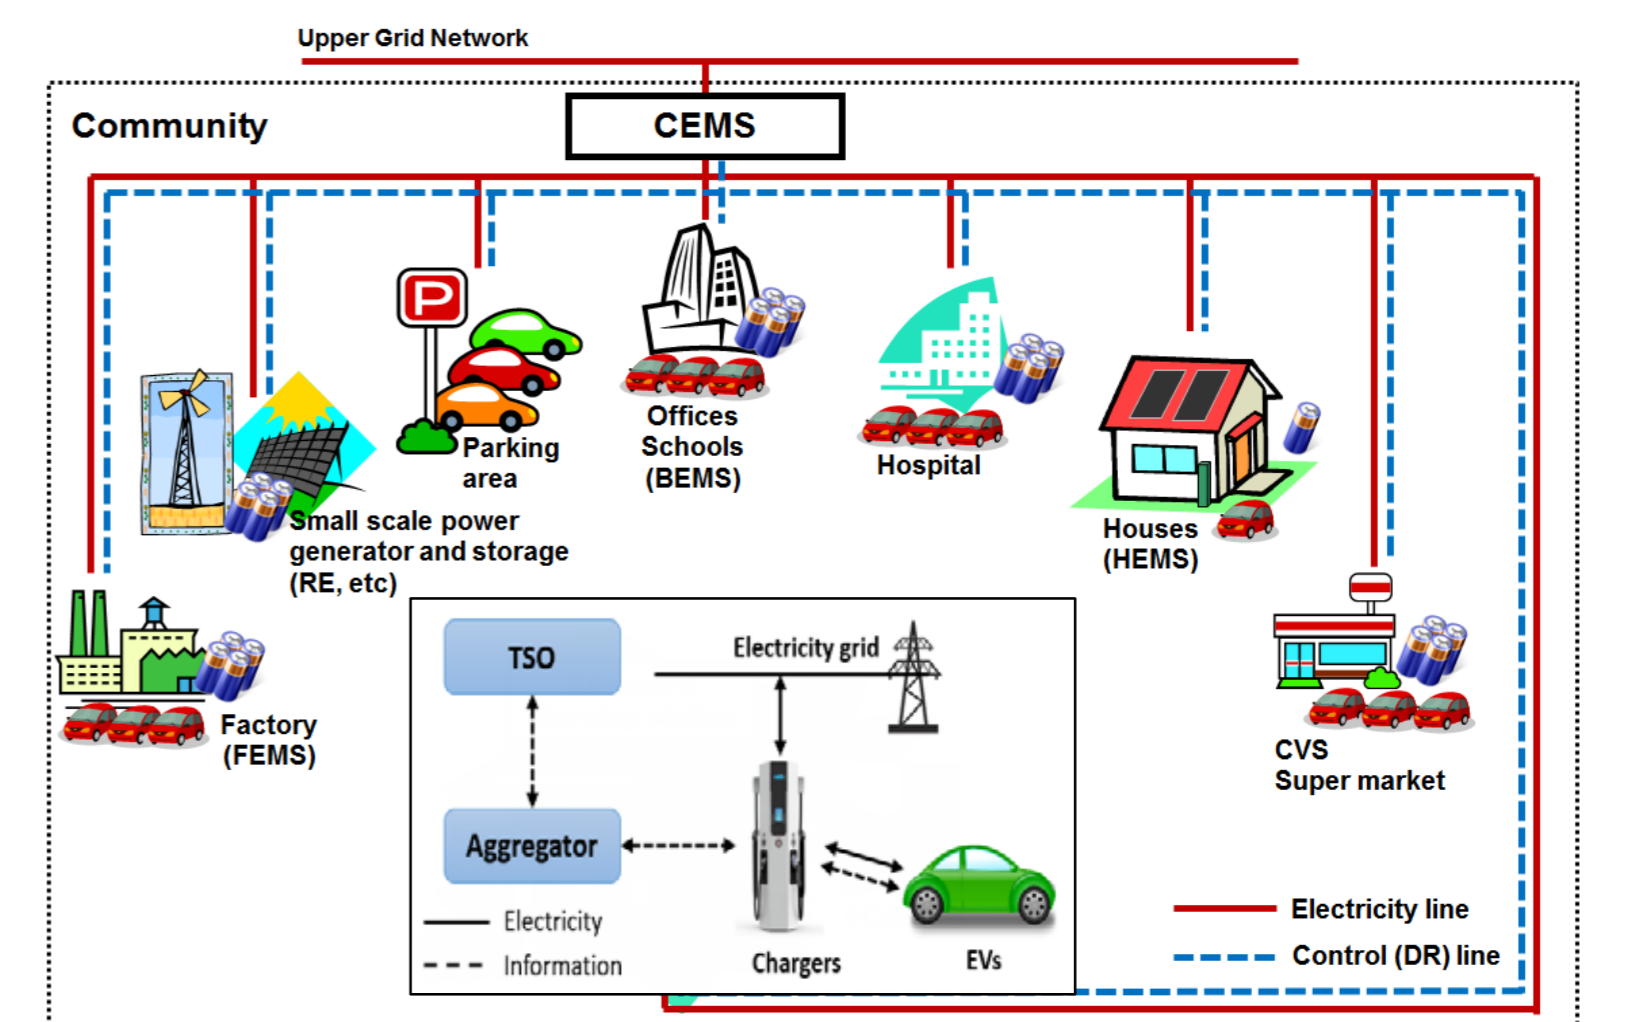 Upper Grid Network
Community
CEMS
P
Parking
area
Offices
Schools
(BEMS)
Hospital
Small scale power
generator and storage
(RE, etc)
Houses
(HEMS)
Factory
(FEMS)
CVS
Super market
TSO
Electricity grid
Aggregator
Electricity
Information
Chargers
EVs
Electricity line
Control (DR) line